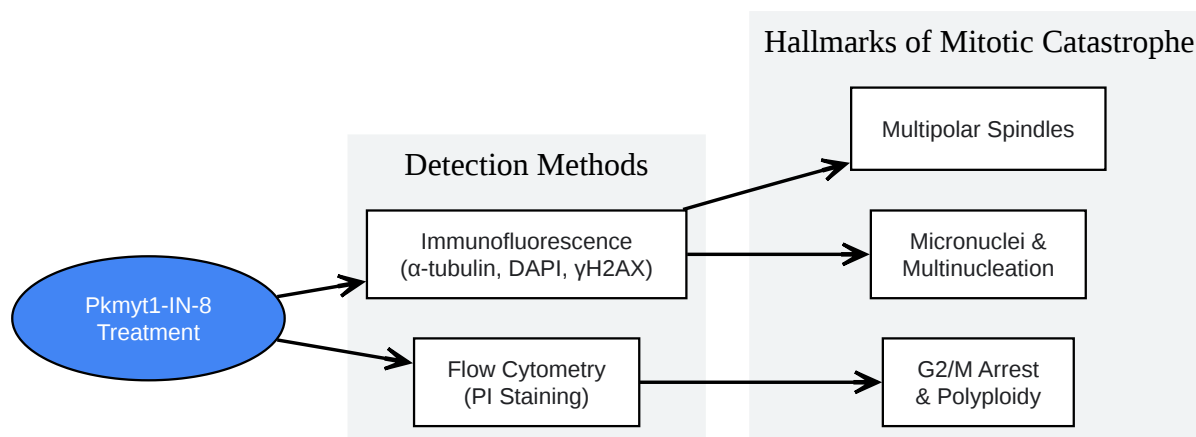 Hallmarks of Mitotic Catastrophe
Multipolar Spindles
Detection Methods
Immunofluorescence
(α-tubulin, DAPI, γH2AX)
Micronuclei &
Multinucleation
Pkmyt1-IN-8
Treatment
Flow Cytometry
(PI Staining)
G2/M Arrest
& Polyploidy